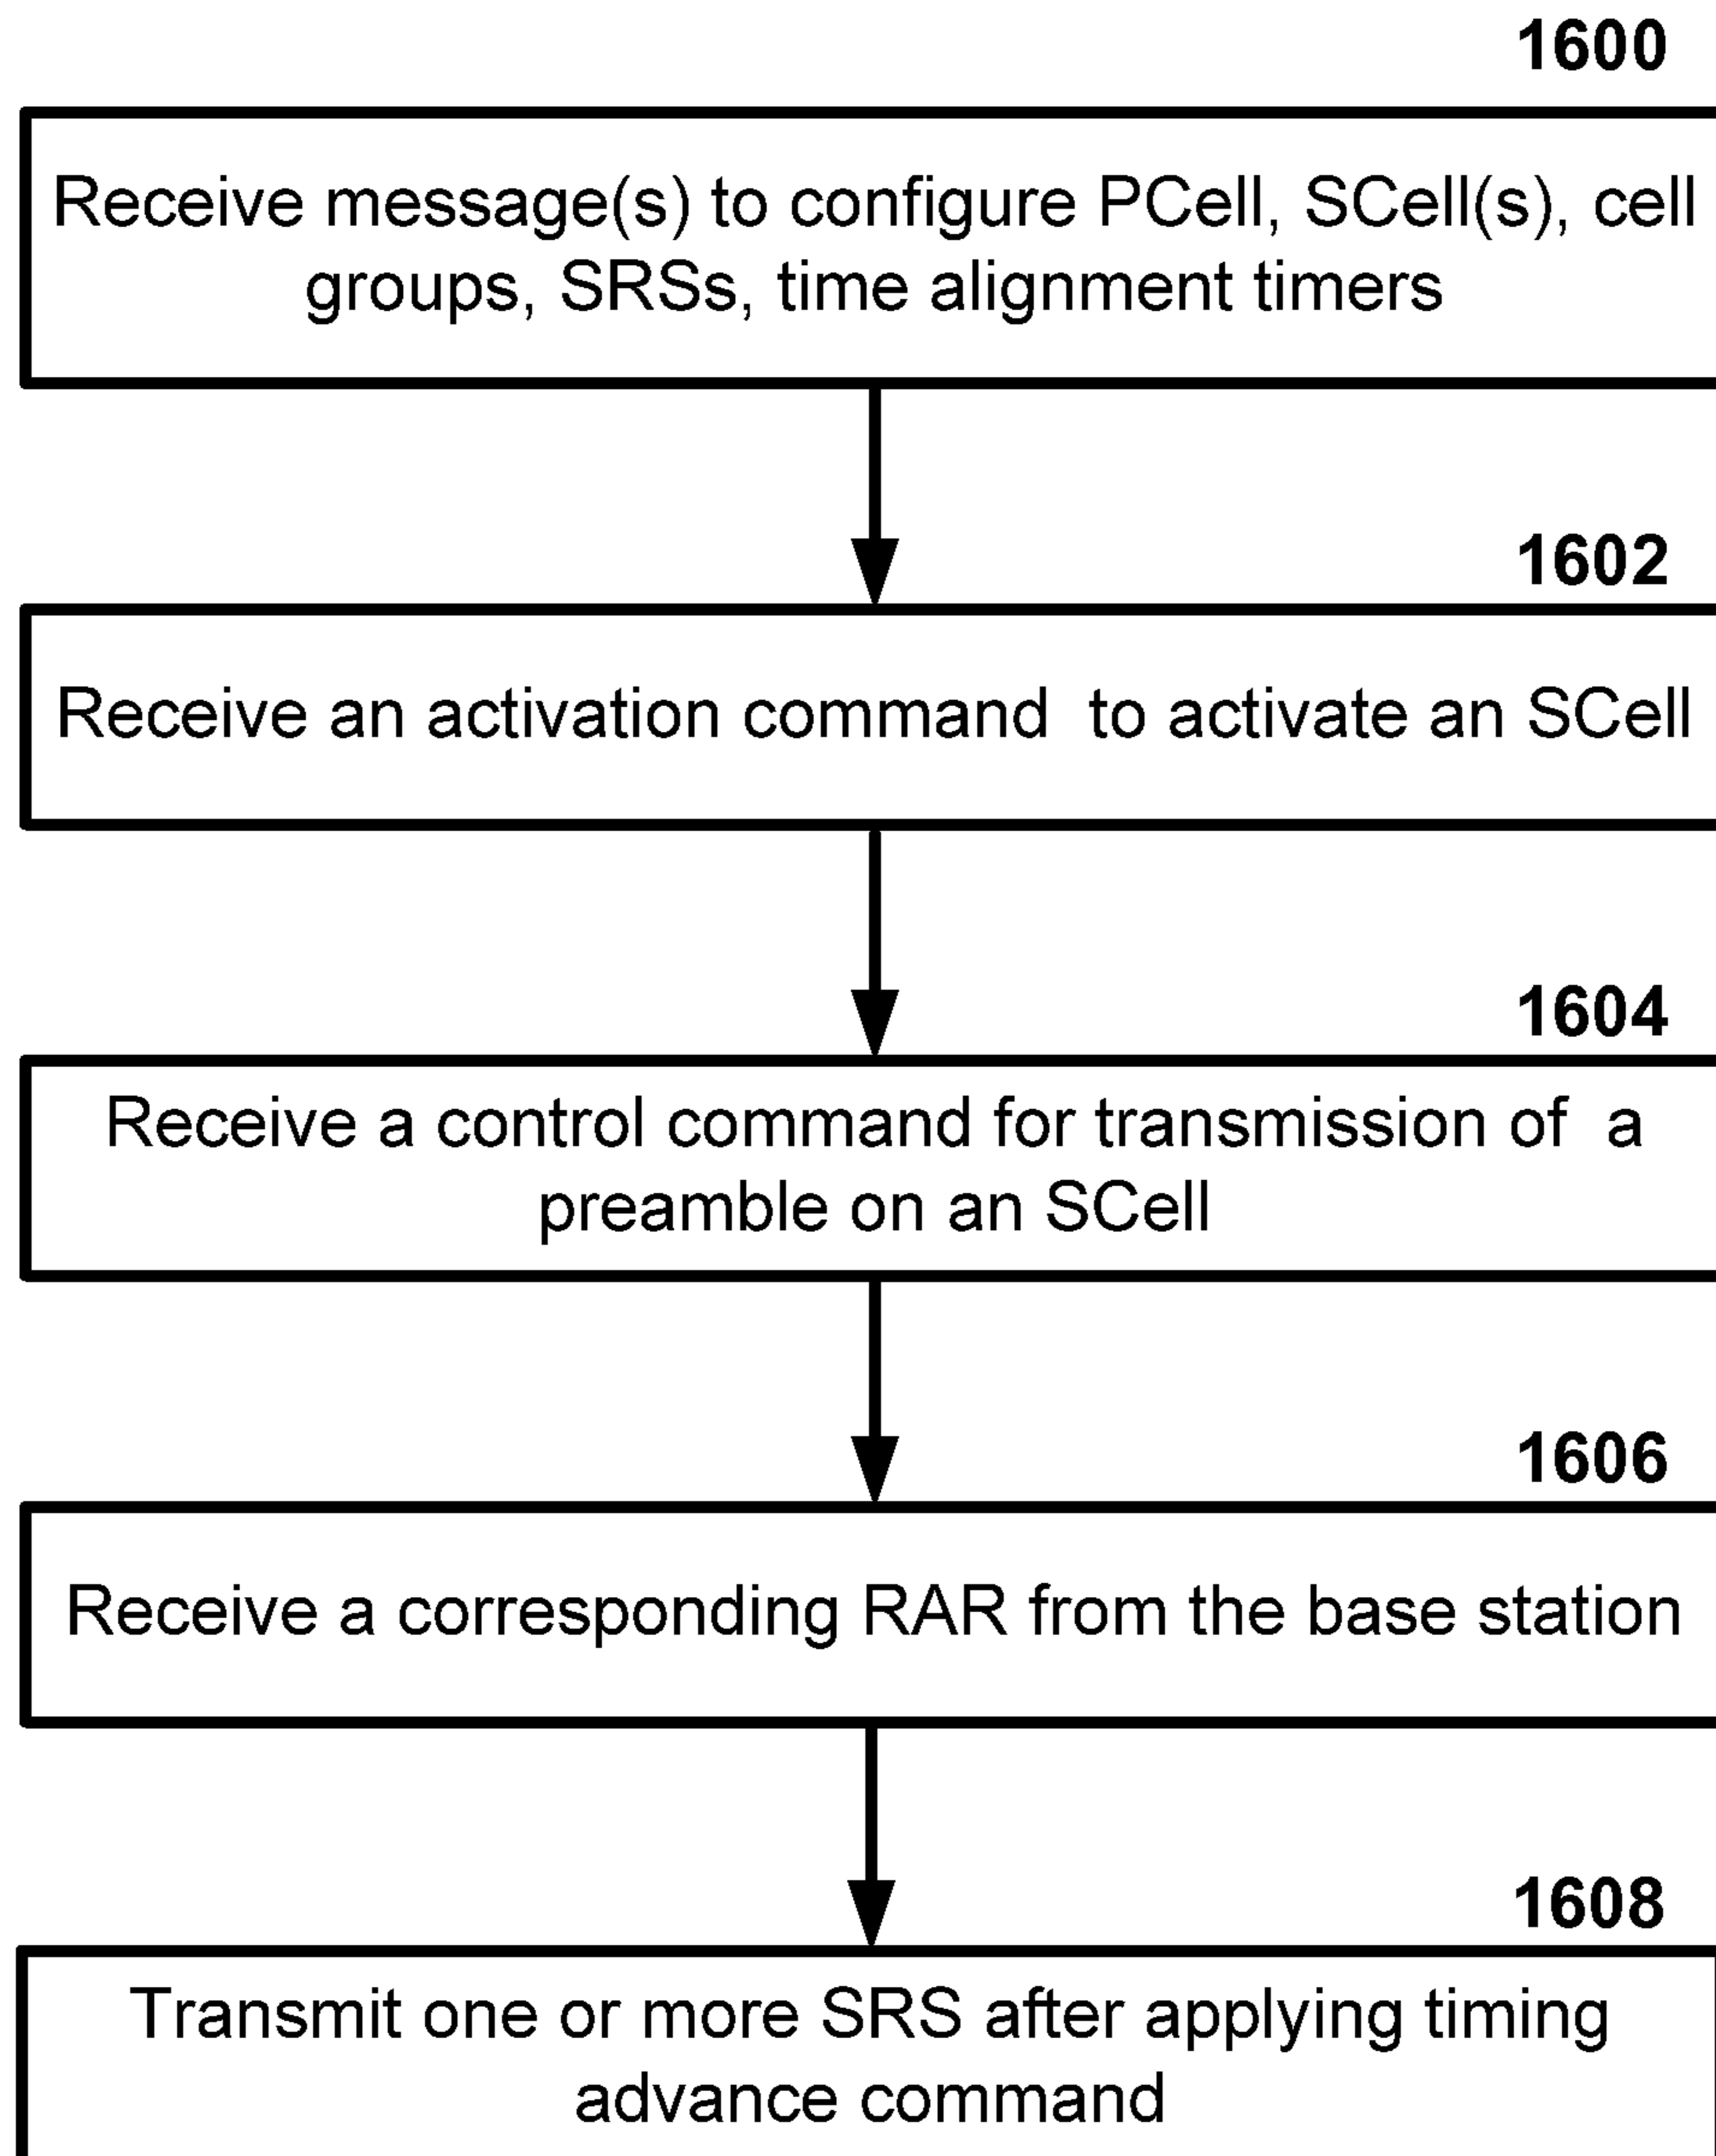 1600
Receive message(s) to configure PCell, SCell(s), cell
groups, SRSs, time alignment timers
1602
Receive an activation command to activate an SCell
1604
Receive a control command for transmission of a
preamble on an SCell
1606
Receive a corresponding RAR from the base station
1608
Transmit one or more SRS after applying timing
advance command